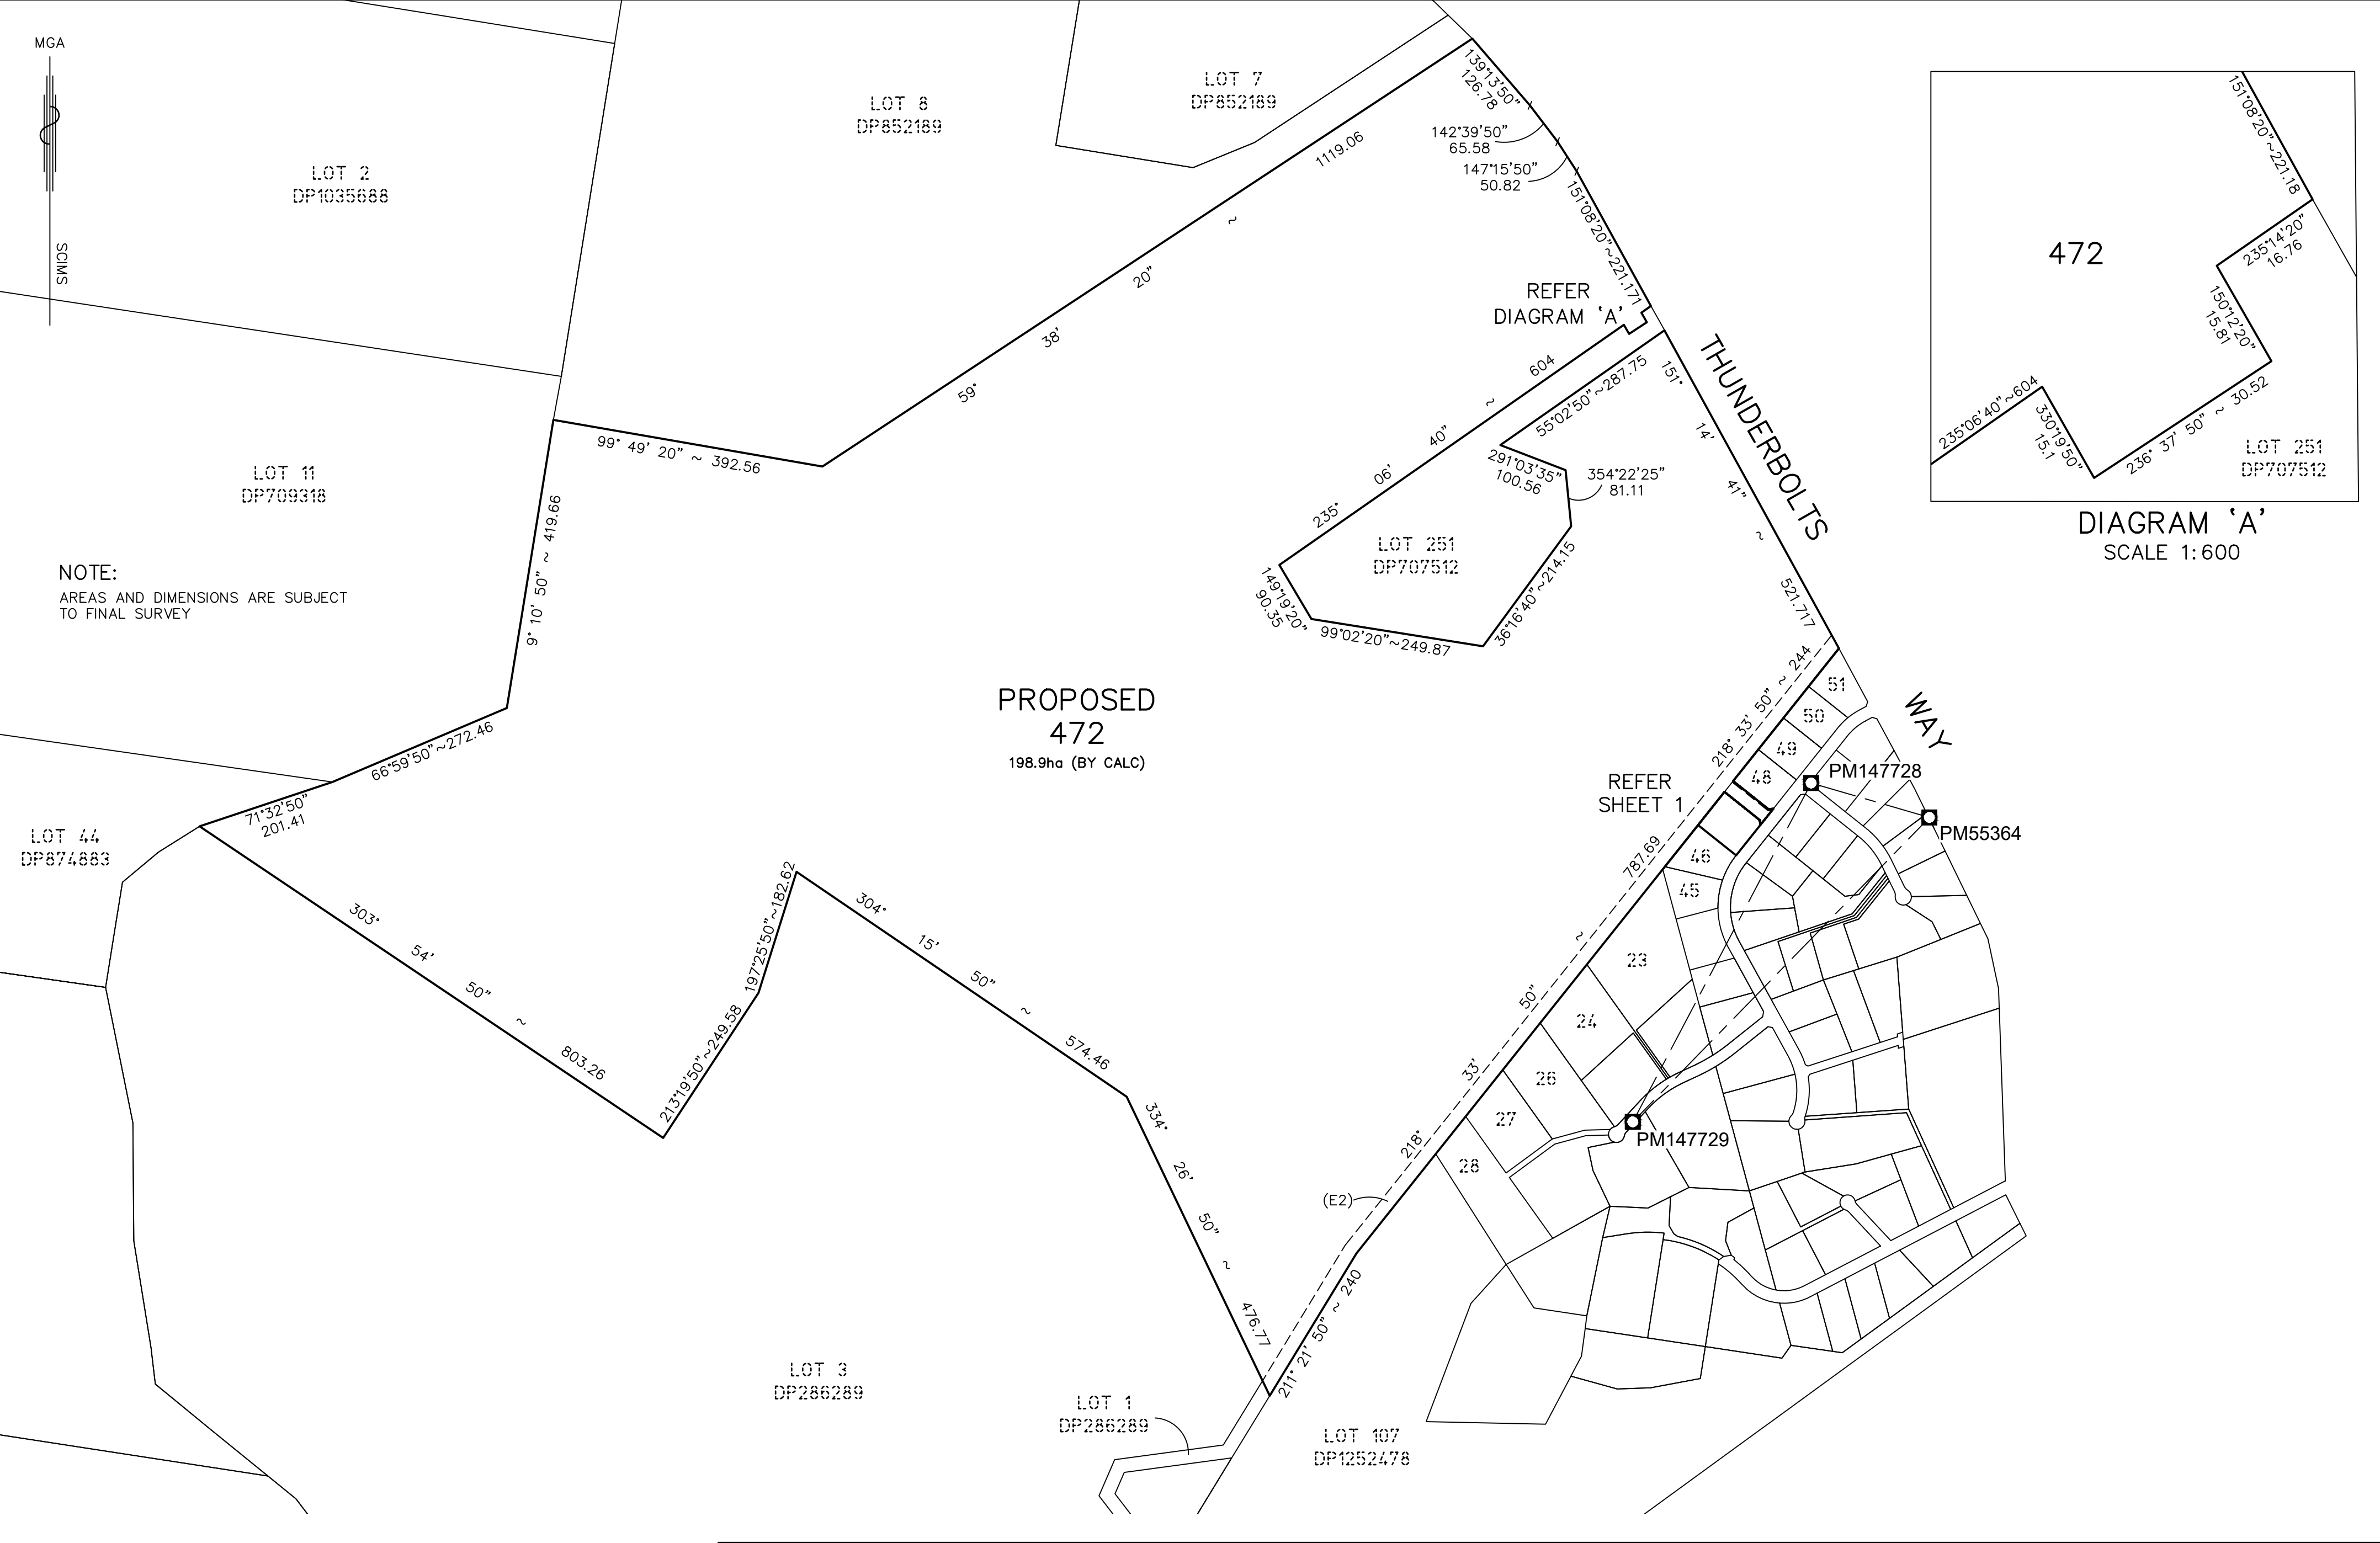 MGA
SCIMS
LOT 2
DP1035688
LOT 8
DP852189
LOT 7
DP852189
139°13'50"
126.78
142°39'50"
65.58
147°15'50"
50.82
151°08'20"~221.171
1119.06
~
20"
38'
59°
REFER
DIAGRAM 'A'
99° 49' 20" ~ 392.56
LOT 11
DP709318
9° 10' 50" ~ 419.66
NOTE:
AREAS AND DIMENSIONS ARE SUBJECT
TO FINAL SURVEY
235° 06' 40" ~ 604
55°02'50"~287.75
291°03'35"
100.56
354°22'25"
81.11
LOT 251
DP707512
149°19'20"
90.35
99°02'20"~249.87
36°16'40"~214.15
151° 14' 41" ~ 521.717
THUNDERBOLTS
WAY
151°08'20"~221.18
472
235°14'20"
16.76
150°12'20"
15.81
235°06'40"~604
330°19'50"
15.1
236° 37' 50" ~ 30.52
LOT 251
DP707512
DIAGRAM 'A'
SCALE 1:600
PROPOSED
472
198.9ha (BY CALC)
66°59'50"~272.46
71°32'50"
201.41
LOT 44
DP874883
303° 54' 50" ~ 803.26
213°19'50"~249.58
197°25'50"~182.62
304° 15' 50" ~ 574.46
334° 26' 50" ~ 476.77
218° 33' 50" ~ 244
REFER
SHEET 1
218° 33' 50" ~ 787.69
(E2)
211° 21' 50" ~ 240
51
50
49
48
46
45
23
24
26
27
28
PM147728
PM55364
PM147729
LOT 3
DP286289
LOT 1
DP286289
LOT 107
DP1252478